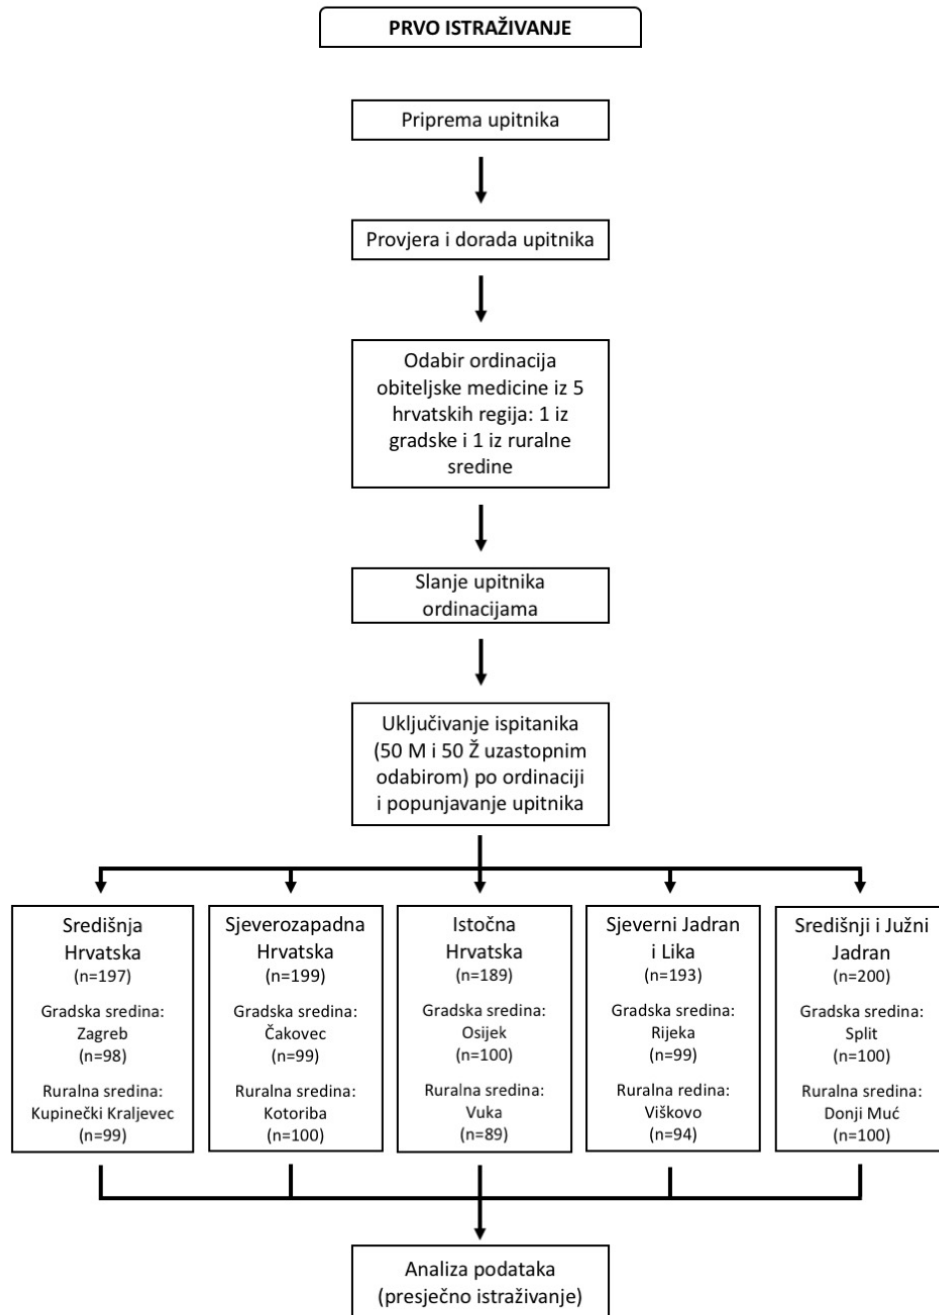 PRVO ISTRAŽIVANJE
Priprema upitnika
Provjera i dorada upitnika
Odabir ordinacija
obiteljske medicine iz 5
hrvatskih regija: 1 iz
gradske i 1 iz ruralne
sredine
Slanje upitnika
ordinacijama
Uključivanje ispitanika
(50 M i 50 Ž uzastopnim
odabirom) po ordinaciji
i popunjavanje upitnika
Središnja
Hrvatska
(n=197)
Gradska sredina:
Zagreb
(n=98)
Ruralna sredina:
Kupinečki Kraljevec
(n=99)
Sjeverozapadna
Hrvatska
(n=199)
Gradska sredina:
Čakovec
(n=99)
Ruralna sredina:
Kotoriba
(n=100)
Istočna
Hrvatska
(n=189)
Gradska sredina:
Osijek
(n=100)
Ruralna sredina:
Vuka
(n=89)
Sjeverni Jadran
i Lika
(n=193)
Gradska sredina:
Rijeka
(n=99)
Ruralna redina:
Viškovo
(n=94)
Središnji i Južni
Jadran
(n=200)
Gradska sredina:
Split
(n=100)
Ruralna sredina:
Donji Muć
(n=100)
Analiza podataka
(presječno istraživanje)